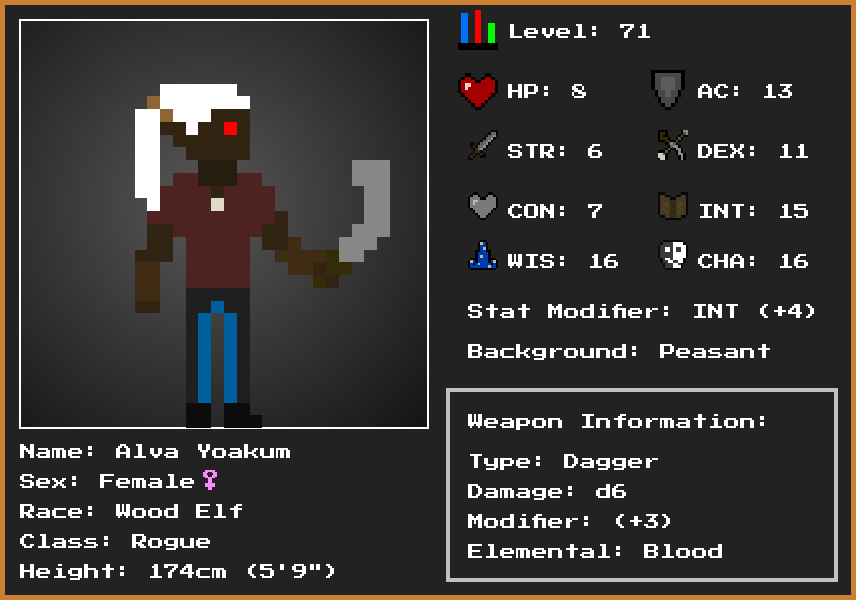 Level: 71
HP: 8
AC: 13
STR: 6
DEX: 11
CON: 7
INT: 15
WIS: 16
CHA: 16
Stat Modifier: INT (+4)
Background: Peasant
Weapon Information:
Type: Dagger
Damage: d6
Modifier: (+3)
Elemental: Blood
Name: Alva Yoakum
Sex: Female♀
Race: Wood Elf
Class: Rogue
Height: 174cm (5'9")